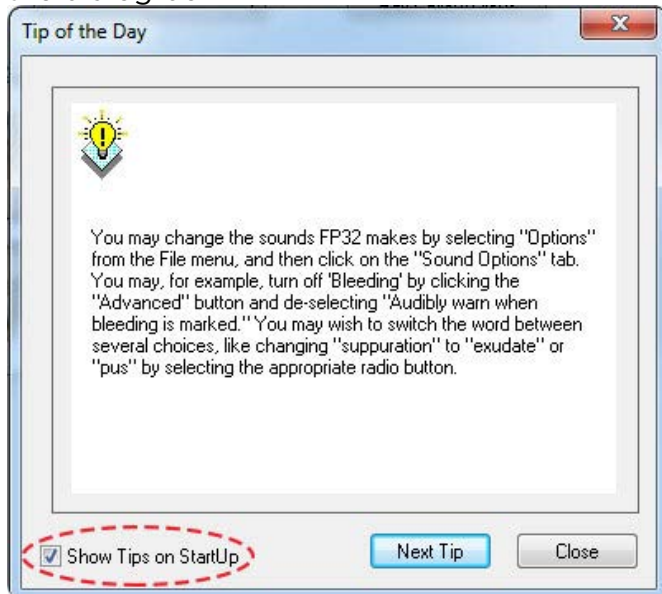 Tip of the Day
You may change the sounds FP32 makes by selecting "Options"
from the File menu, and then click on the "Sound Options" tab.
You may, for example, turn off 'Bleeding' by clicking the
"Advanced" button and de-selecting "Audibly warn when
bleeding is marked." You may wish to switch the word between
several choices, like changing "suppuration" to "exudate" or
"pus" by selecting the appropriate radio button.
Show Tips on StartUp
Next Tip
Close